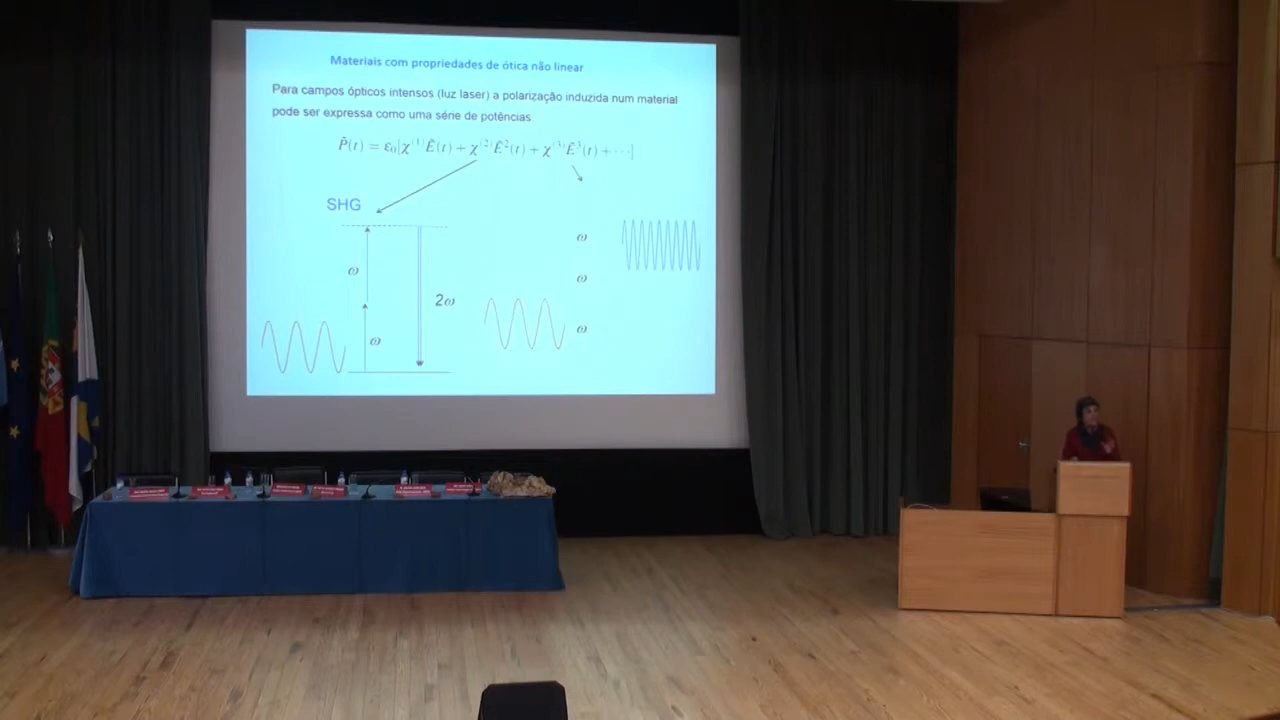 Materiais com propriedades de ótica não linear
Para campos ópticos intensos (luz laser) a polarização induzida num material
pode ser expressa como uma série de potências:
P̃(t) = ε₀[χ⁽¹⁾Ẽ(t) + χ⁽²⁾Ẽ²(t) + χ⁽³⁾Ẽ³(t) + ⋯]
SHG
ω
ω
2ω
ω
ω
ω